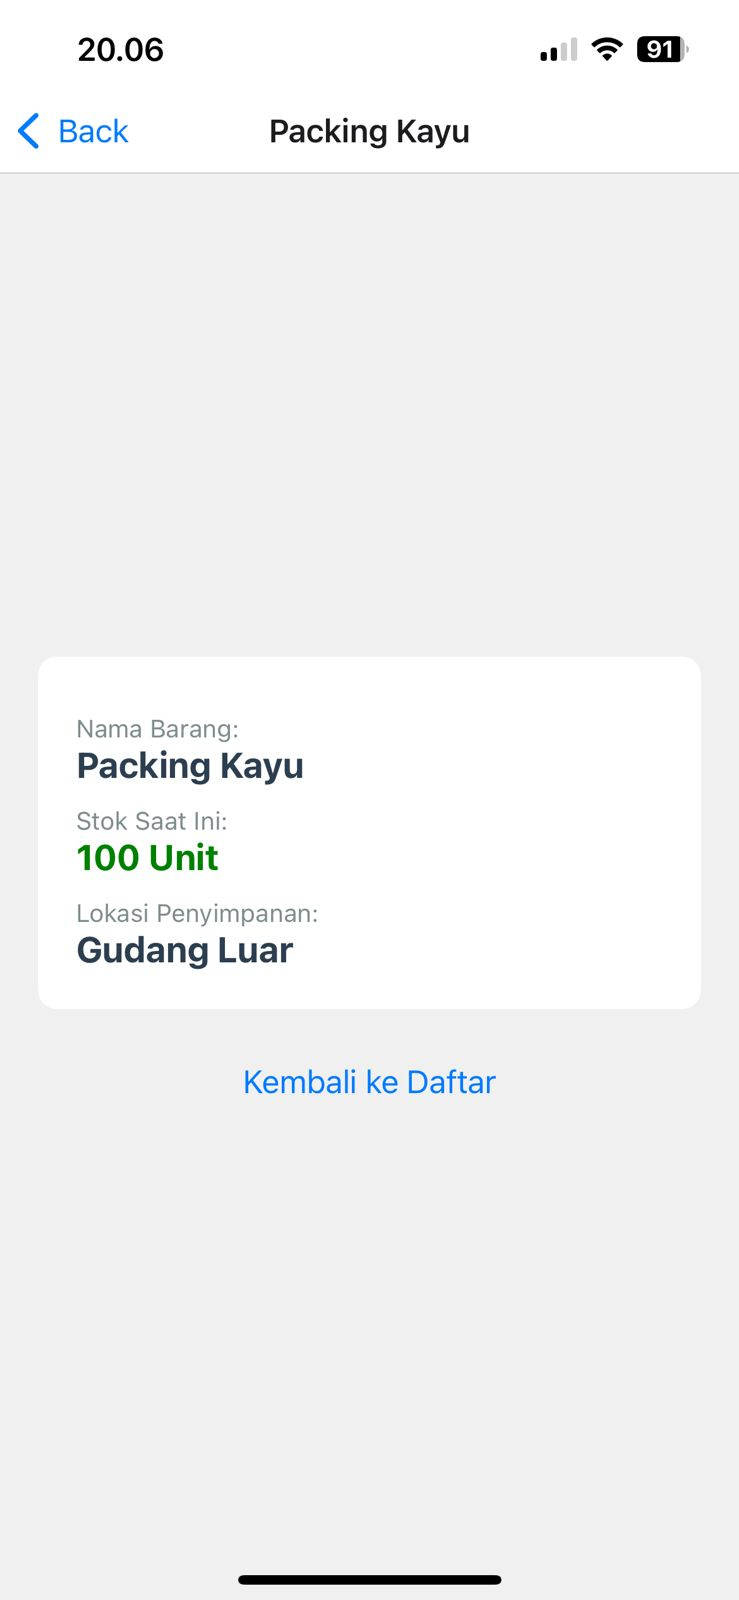 20.06
91
Back
Packing Kayu
Nama Barang:
Packing Kayu
Stok Saat Ini:
100 Unit
Lokasi Penyimpanan:
Gudang Luar
Kembali ke Daftar